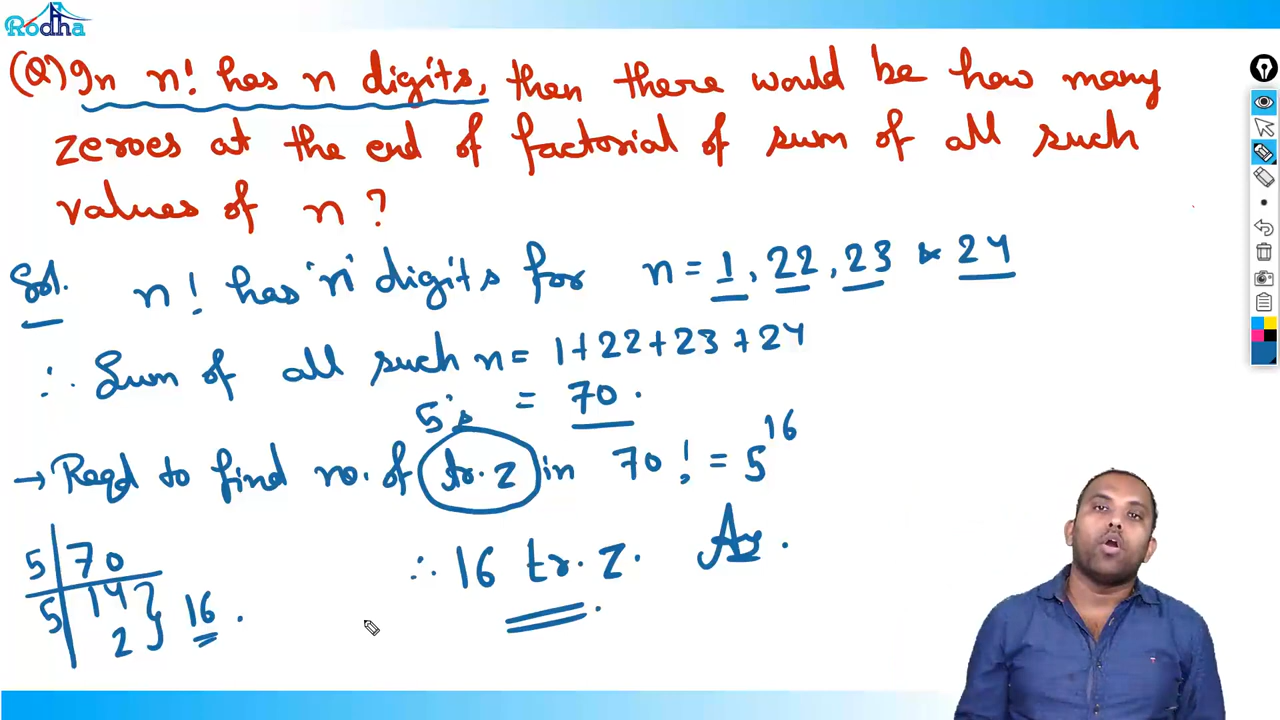 Rodha
(Q) In n! has n digits, then there would be how many
zeroes at the end of factorial of sum of all such
values of n ?
Sol. n! has 'n' digits for n = 1, 22, 23 & 24
∴ Sum of all such n = 1+22+23+24
= 70.
5's
→ Reqd to find no. of tr. z in 70! = 5^16
5 | 70
5 | 14
2 } 16.
∴ 16 tr. z. Ans.